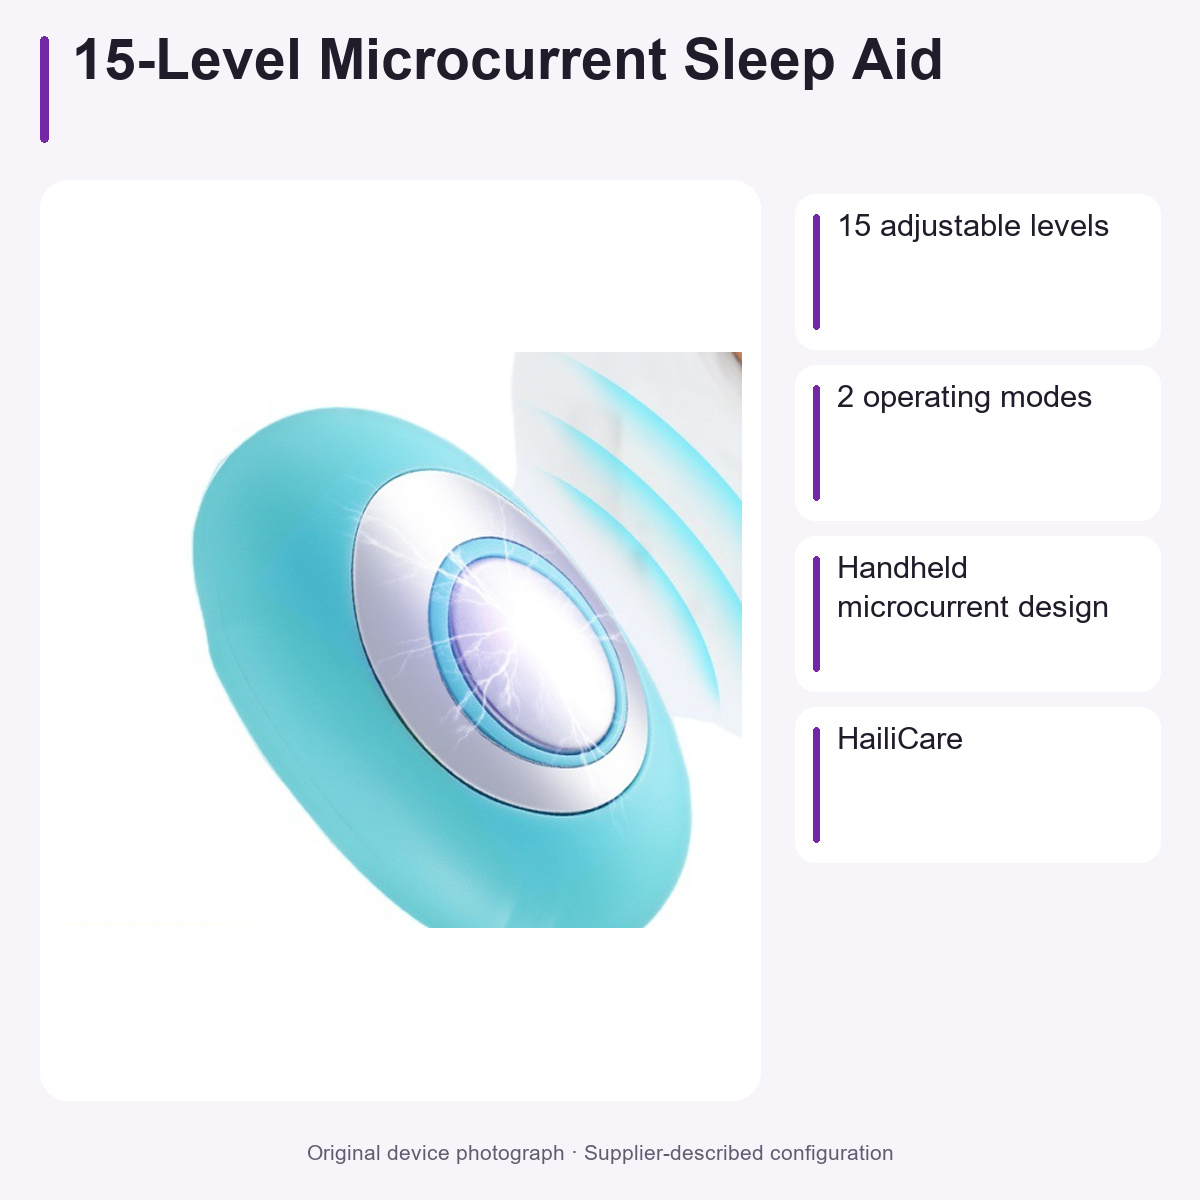 15-Level Microcurrent Sleep Aid
15 adjustable levels
2 operating modes
Handheld
microcurrent design
HailiCare
Original device photograph · Supplier-described configuration